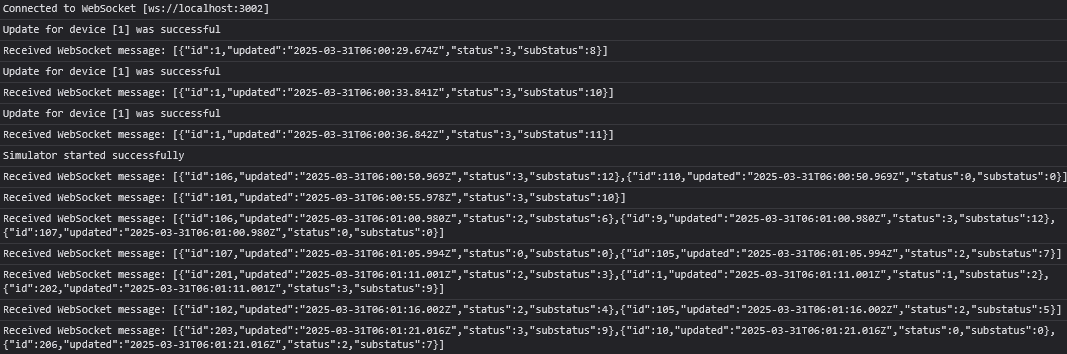 Connected to WebSocket [ws://localhost:3002]
Update for device [1] was successful
Received WebSocket message: [{"id":1,"updated":"2025-03-31T06:00:29.674Z","status":3,"subStatus":8}]
Update for device [1] was successful
Received WebSocket message: [{"id":1,"updated":"2025-03-31T06:00:33.841Z","status":3,"subStatus":10}]
Update for device [1] was successful
Received WebSocket message: [{"id":1,"updated":"2025-03-31T06:00:36.842Z","status":3,"subStatus":11}]
Simulator started successfully
Received WebSocket message: [{"id":106,"updated":"2025-03-31T06:00:50.969Z","status":3,"substatus":12},{"id":110,"updated":"2025-03-31T06:00:50.969Z","status":0,"substatus":0}]
Received WebSocket message: [{"id":101,"updated":"2025-03-31T06:00:55.978Z","status":3,"substatus":10}]
Received WebSocket message: [{"id":106,"updated":"2025-03-31T06:01:00.980Z","status":2,"substatus":6},{"id":9,"updated":"2025-03-31T06:01:00.980Z","status":3,"substatus":12},
{"id":107,"updated":"2025-03-31T06:01:00.980Z","status":0,"substatus":0}]
Received WebSocket message: [{"id":107,"updated":"2025-03-31T06:01:05.994Z","status":0,"substatus":0},{"id":105,"updated":"2025-03-31T06:01:05.994Z","status":2,"substatus":7}]
Received WebSocket message: [{"id":201,"updated":"2025-03-31T06:01:11.001Z","status":2,"substatus":3},{"id":1,"updated":"2025-03-31T06:01:11.001Z","status":1,"substatus":2},
{"id":202,"updated":"2025-03-31T06:01:11.001Z","status":3,"substatus":9}]
Received WebSocket message: [{"id":102,"updated":"2025-03-31T06:01:16.002Z","status":2,"substatus":4},{"id":105,"updated":"2025-03-31T06:01:16.002Z","status":2,"substatus":5}]
Received WebSocket message: [{"id":203,"updated":"2025-03-31T06:01:21.016Z","status":3,"substatus":9},{"id":10,"updated":"2025-03-31T06:01:21.016Z","status":0,"substatus":0},
{"id":206,"updated":"2025-03-31T06:01:21.016Z","status":2,"substatus":7}]